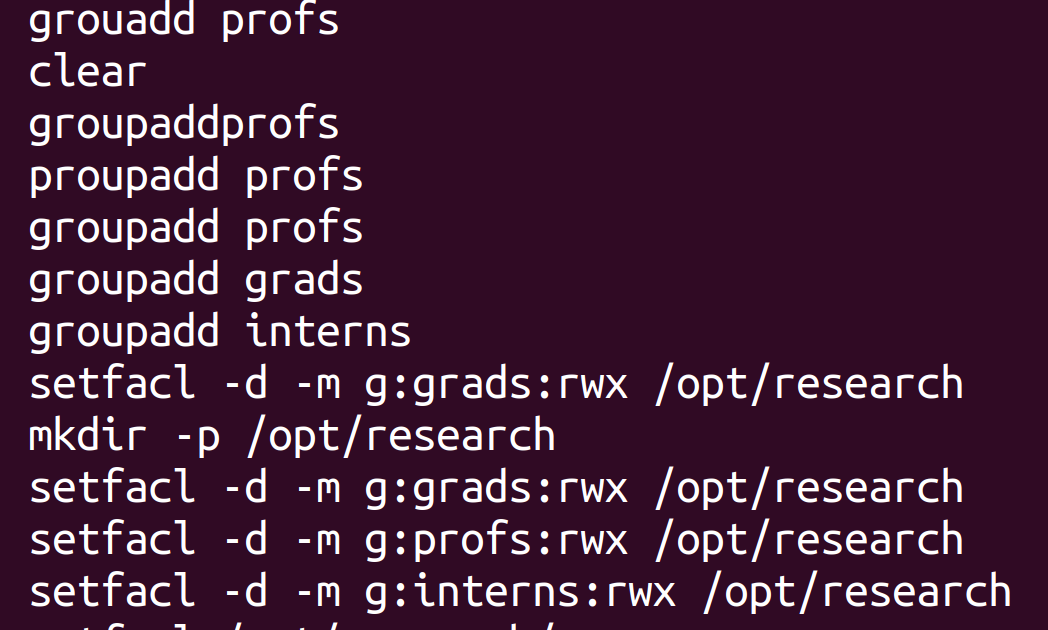 grouadd profs
clear
groupaddprofs
proupadd profs
groupadd profs
groupadd grads
groupadd interns
setfacl -d -m g:grads:rwx /opt/research
mkdir -p /opt/research
setfacl -d -m g:grads:rwx /opt/research
setfacl -d -m g:profs:rwx /opt/research
setfacl -d -m g:interns:rwx /opt/research